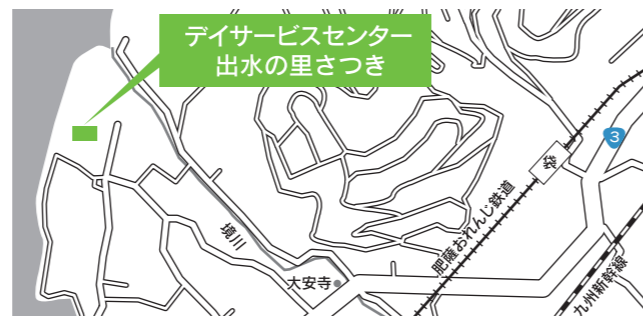 デイサービスセンター
出水の里さつき
3
袋
肥薩おれんじ鉄道
境川
大安寺
九州新幹線